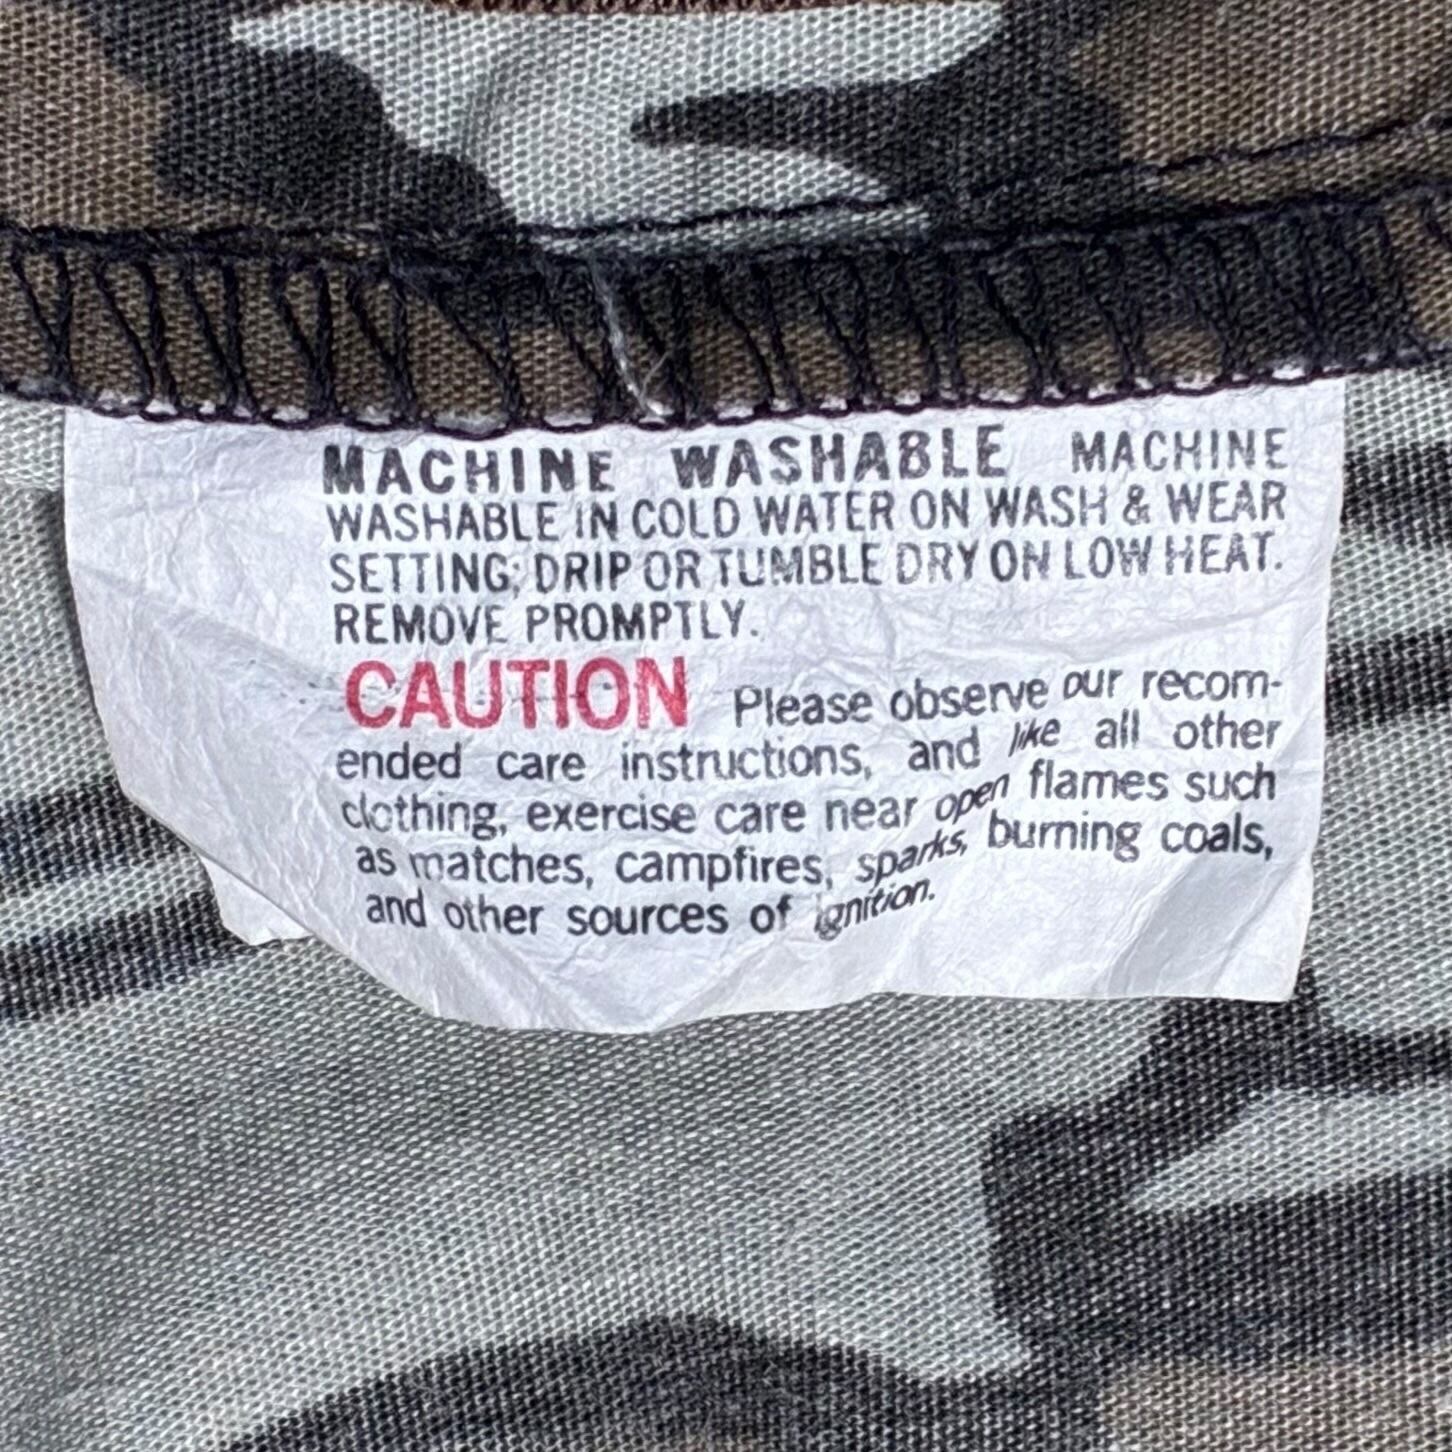 MACHINE WASHABLE MACHINE
WASHABLE IN COLD WATER ON WASH & WEAR
SETTING; DRIP OR TUMBLE DRY ON LOW HEAT.
REMOVE PROMPTLY.
CAUTION Please observe our recom-
ended care instructions, and like all other
clothing, exercise care near open flames such
as matches, campfires, sparks, burning coals,
and other sources of ignition.